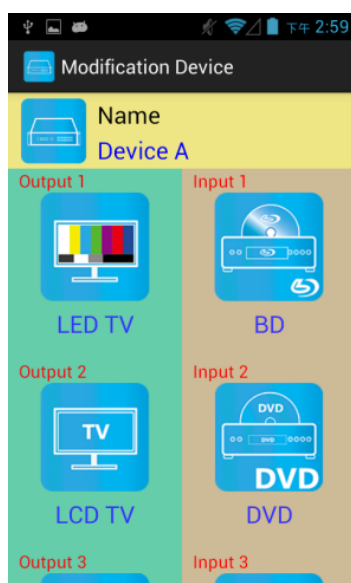 下午 2:59
Modification Device
Name
Device A
Output 1
Input 1
LED TV
BD
Output 2
Input 2
TV
DVD
DVD
DVD
LCD TV
DVD
Output 3
Input 3